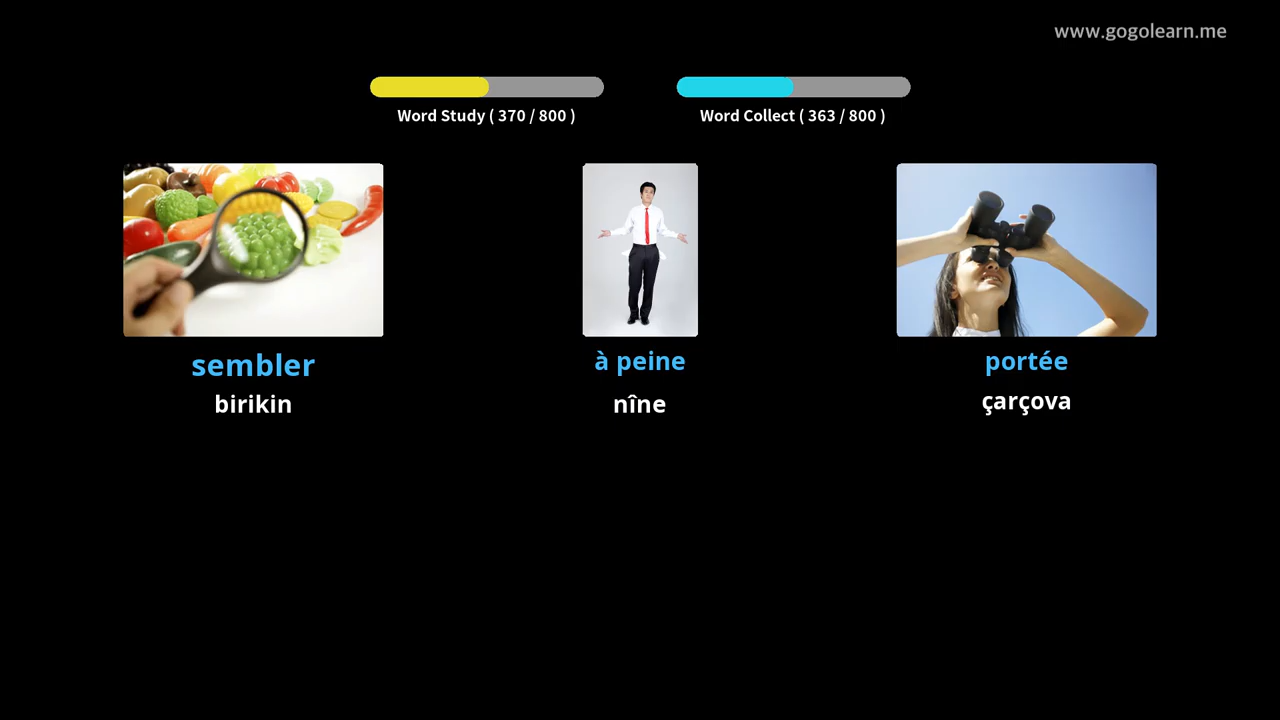 www.gogolearn.me
Word Study ( 370 / 800 )
Word Collect ( 363 / 800 )
sembler
birikin
à peine
nîne
portée
çarçova